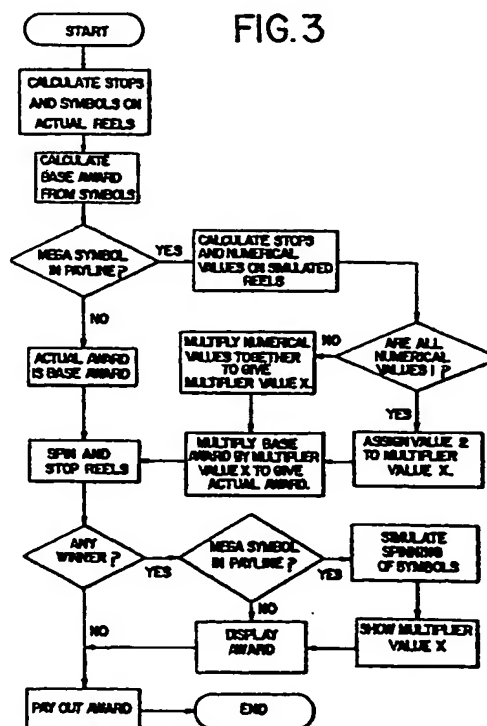 FIG. 3
START
CALCULATE STOPS
AND SYMBOLS ON
ACTUAL REELS
CALCULATE
BASE AWARD
FROM SYMBOLS
MEGA SYMBOL
IN PAYLINE?
YES
CALCULATE STOPS
AND NUMERICAL
VALUES ON SIMULATED
REELS
NO
ARE ALL
NUMERICAL
VALUES 1?
NO
MULTIPLY NUMERICAL
VALUES TOGETHER
TO GIVE
MULTIPLIER VALUE X.
ACTUAL AWARD
IS BASE AWARD
YES
ASSIGN VALUE 2
TO MULTIPLIER
VALUE X.
MULTIPLY BASE
AWARD BY MULTIPLIER
VALUE X TO GIVE
ACTUAL AWARD.
SPIN AND
STOP REELS
ANY
WINNER?
YES
MEGA SYMBOL
IN PAYLINE?
YES
SIMULATE
SPINNING
OF SYMBOLS
NO
NO
DISPLAY
AWARD
SHOW MULTIPLIER
VALUE X
PAY OUT AWARD
END